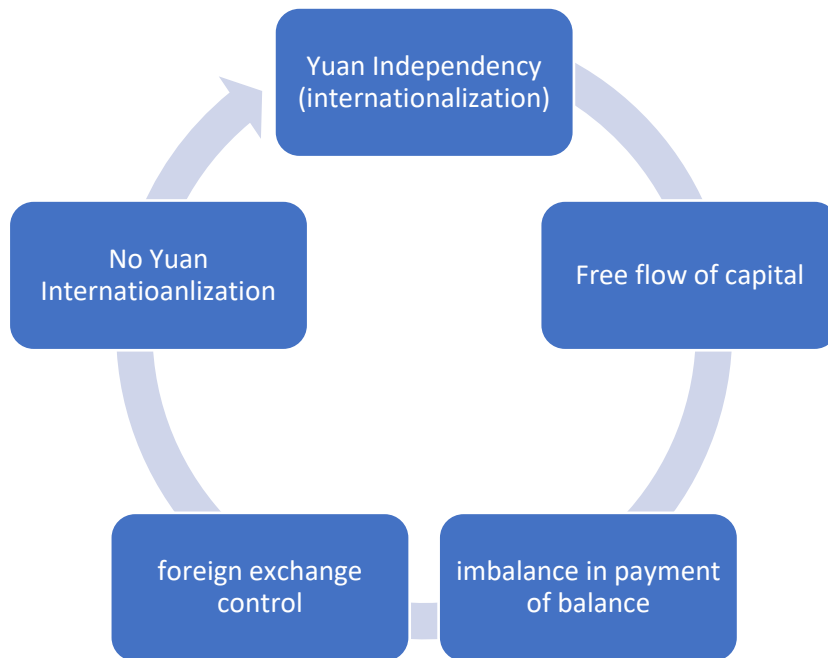 Yuan Independency
(internationalization)
Free flow of capital
imbalance in payment
of balance
foreign exchange
control
No Yuan
Internatioanlization